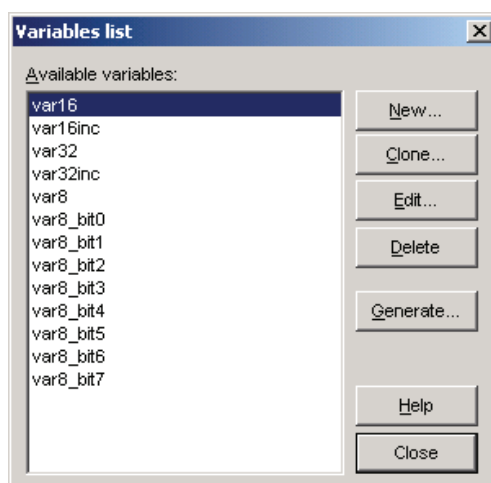 Variables list
Available variables:
var16
var16inc
var32
var32inc
var8
var8_bit0
var8_bit1
var8_bit2
var8_bit3
var8_bit4
var8_bit5
var8_bit6
var8_bit7
New...
Clone...
Edit...
Delete
Generate...
Help
Close